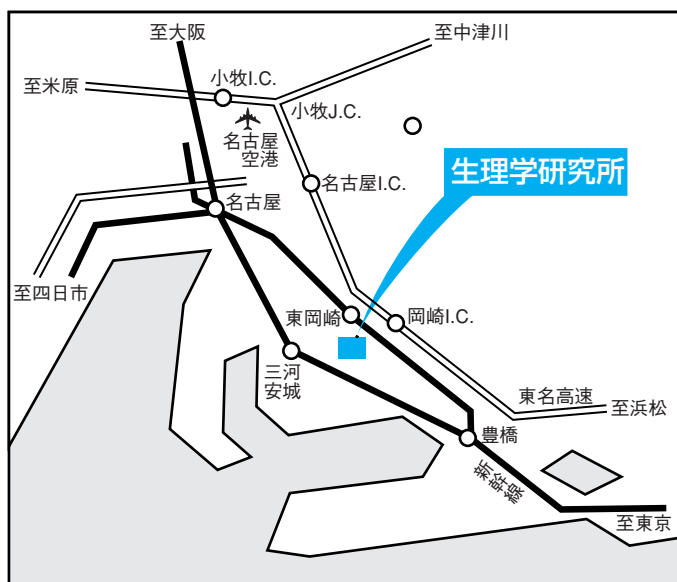 至大阪
至中津川
小牧I.C.
至米原
小牧J.C.
名古屋
空港
生理学研究所
名古屋I.C.
名古屋
至四日市
東岡崎
岡崎I.C.
三河
安城
東名高速
至浜松
豊橋
新幹線
至東京